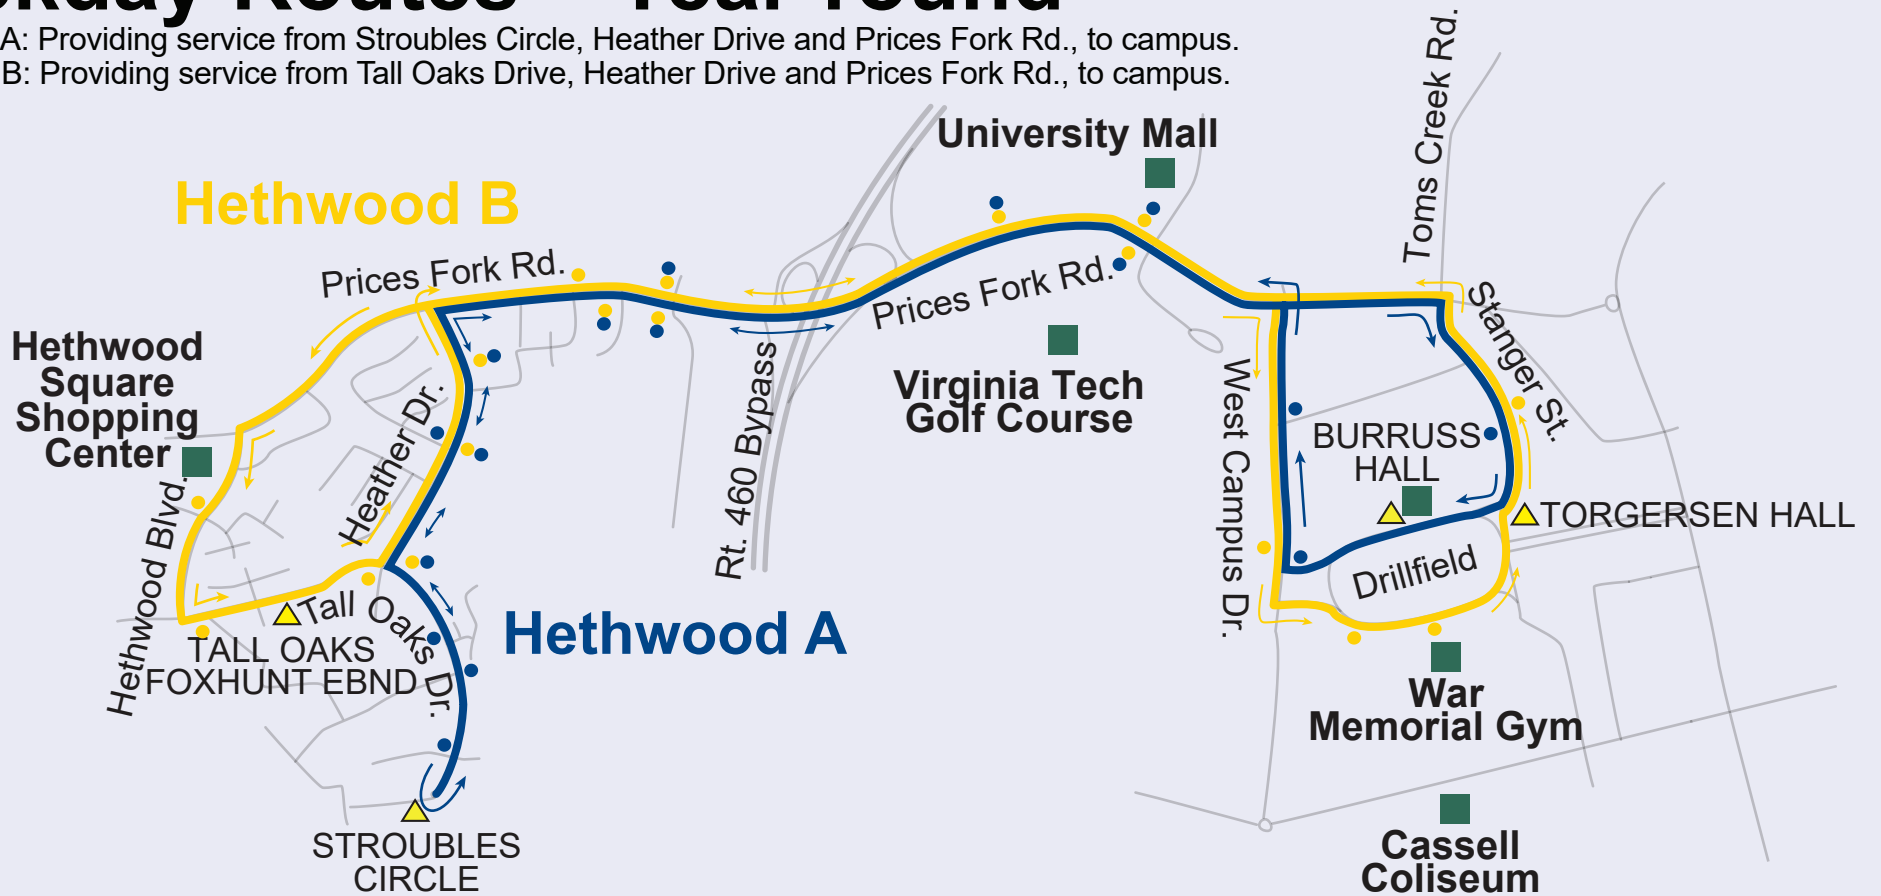 A: Providing service from Stroubles Circle, Heather Drive and Prices Fork Rd., to campus.
B: Providing service from Tall Oaks Drive, Heather Drive and Prices Fork Rd., to campus.
Toms Creek Rd.
University Mall
Hethwood B
Prices Fork Rd.
Prices Fork Rd.
Stanger St.
Hethwood
Square
Shopping
Center
Virginia Tech
Golf Course
Rt. 460 Bypass
West Campus Dr.
Heather Dr.
BURRUSS
HALL
TORGERSEN HALL
Hethwood Blvd.
Drillfield
Tall Oaks Dr.
Hethwood A
TALL OAKS
FOXHUNT EBND
War
Memorial Gym
STROUBLES
CIRCLE
Cassell
Coliseum